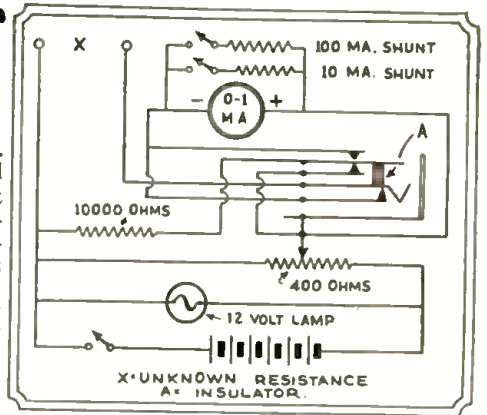 X
100 MA. SHUNT
10 MA. SHUNT
- 0-1 +
MA
A
10000 OHMS
400 OHMS
12 VOLT LAMP
X=UNKNOWN RESISTANCE
A= INSULATOR.